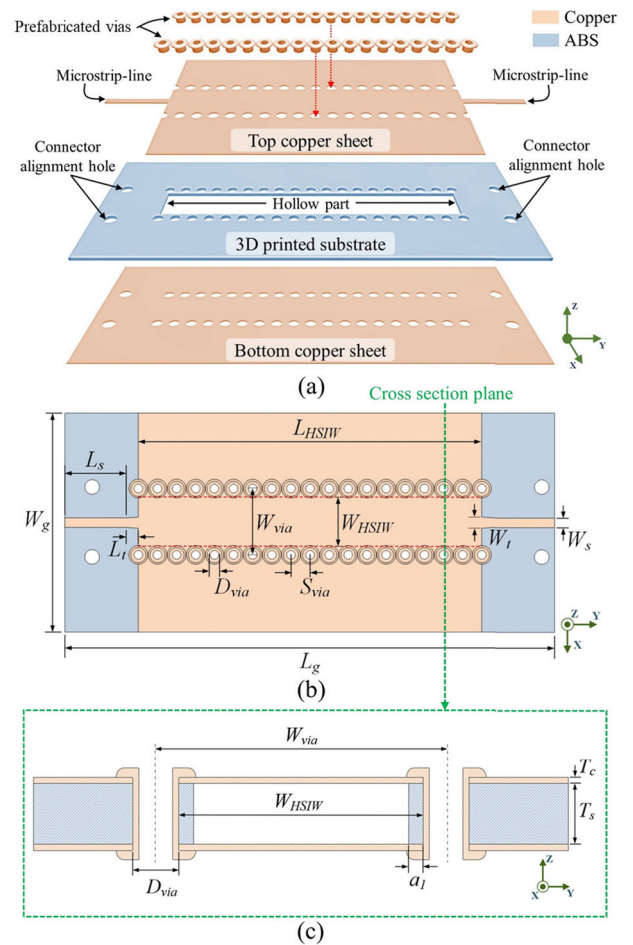 Prefabricated vias
Copper
ABS
Microstrip-line
Microstrip-line
Top copper sheet
Connector
alignment hole
Connector
alignment hole
Hollow part
3D printed substrate
Bottom copper sheet
Z
Y
X
(a)
Cross section plane
L_HSIW
L_s
W_g
W_via
W_HSIW
W_t
W_s
L_t
D_via
S_via
Z
Y
X
L_g
(b)
W_via
T_c
W_HSIW
T_s
D_via
a_1
Z
X
Y
(c)